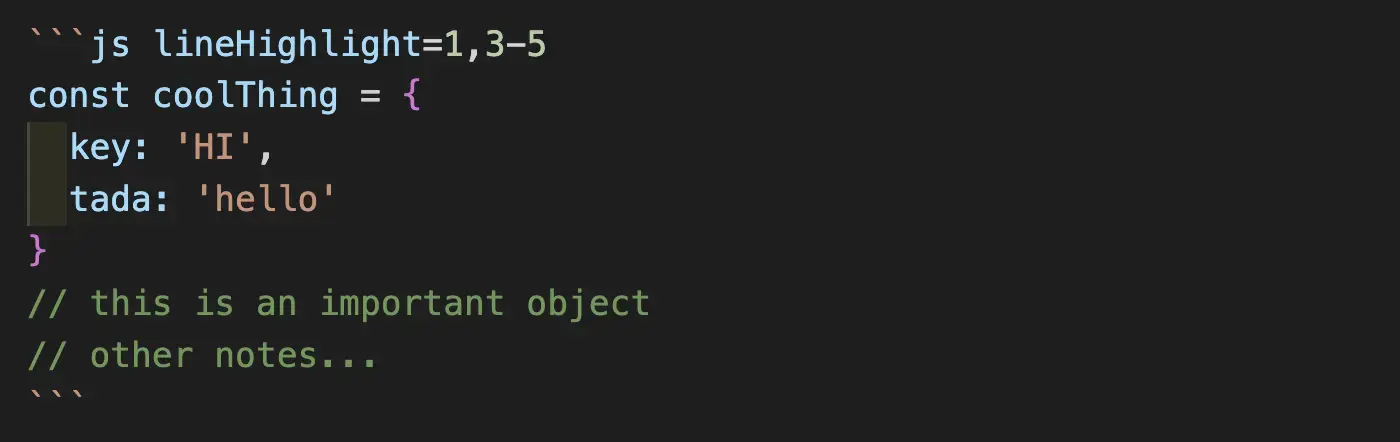 ```js lineHighlight=1,3-5
const coolThing = {
  key: 'HI',
  tada: 'hello'
}
// this is an important object
// other notes...
```